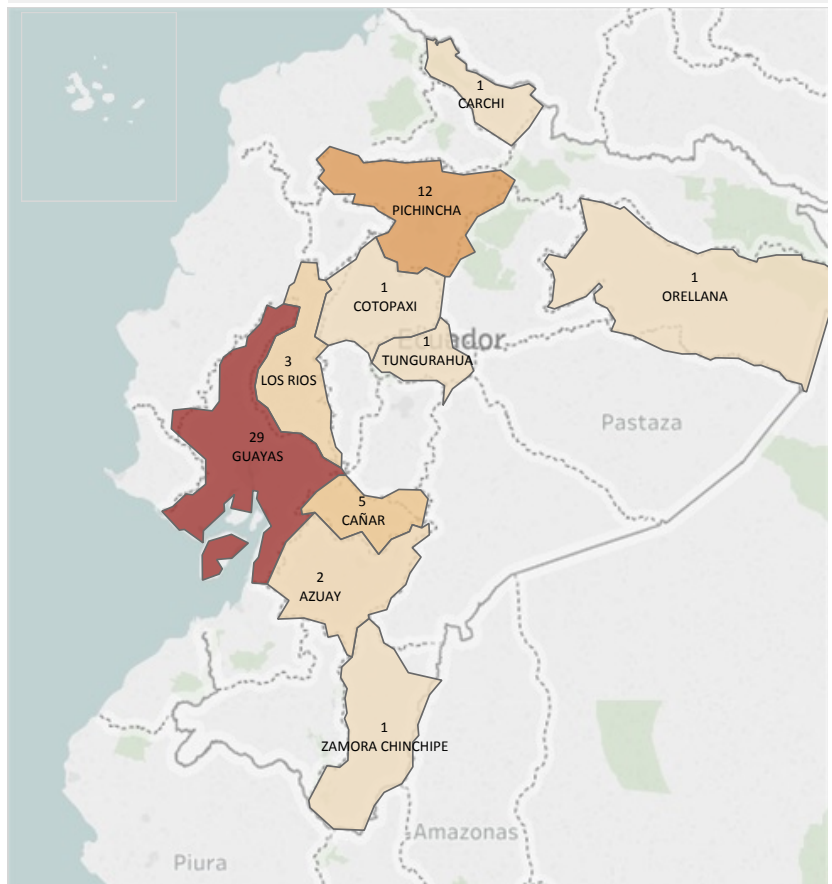 1
CARCHI
12
PICHINCHA
1
ORELLANA
1
COTOPAXI
Ecuador
1
TUNGURAHUA
3
LOS RIOS
Pastaza
29
GUAYAS
5
CAÑAR
2
AZUAY
1
ZAMORA CHINCHIPE
Amazonas
Piura